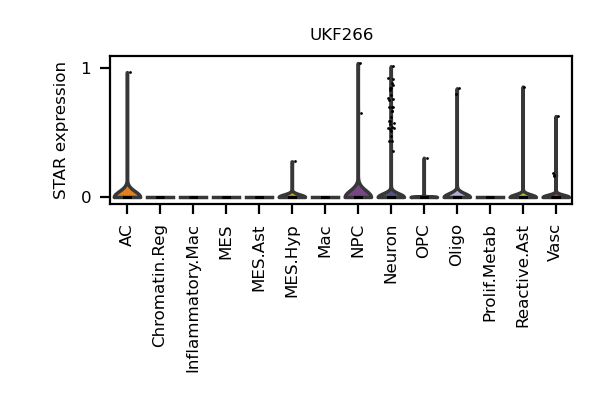 UKF266
STAR expression
1
0
AC
Chromatin.Reg
Inflammatory.Mac
MES
MES.Ast
MES.Hyp
Mac
NPC
Neuron
OPC
Oligo
Prolif.Metab
Reactive.Ast
Vasc